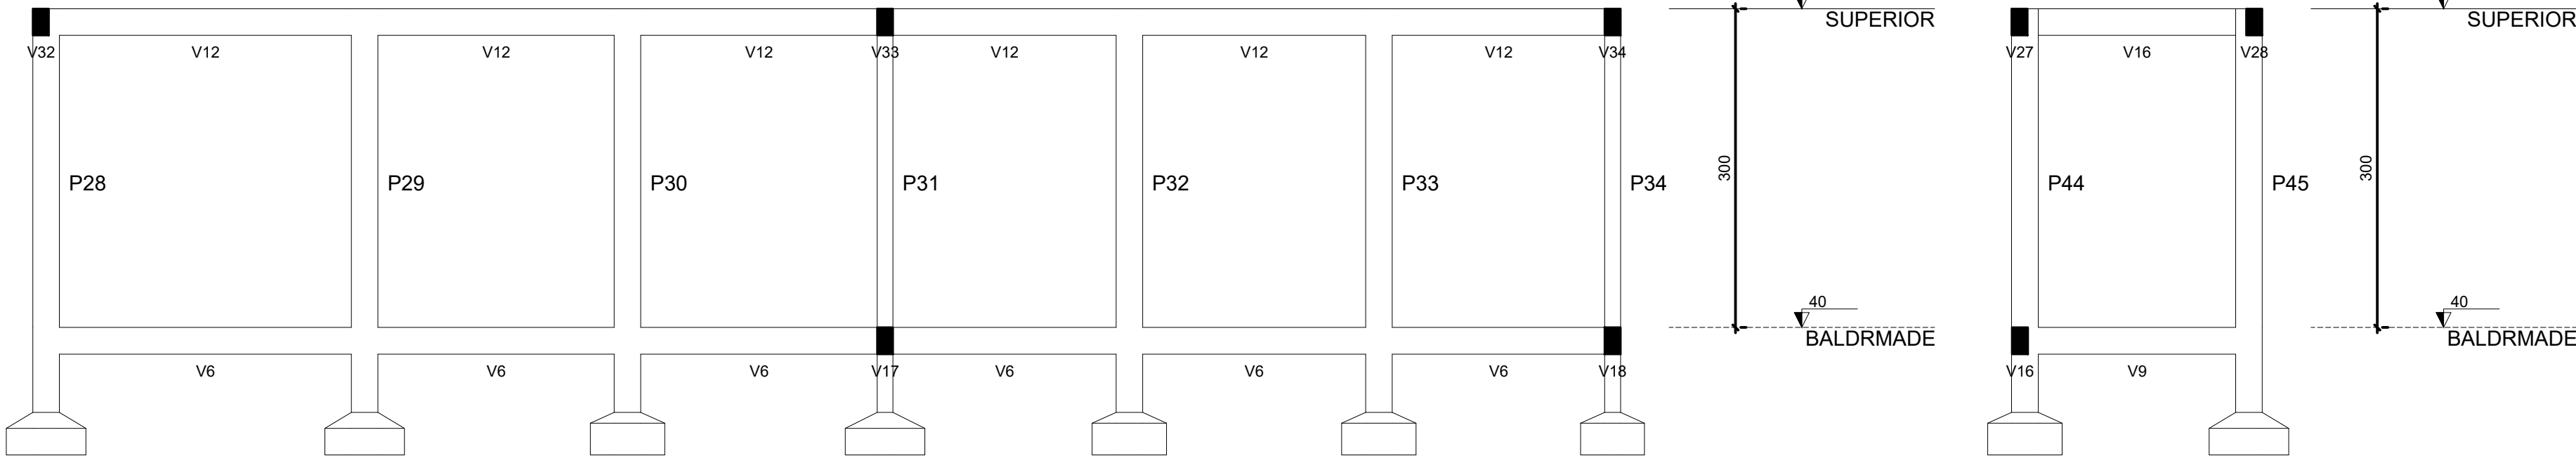 SUPERIOR
SUPERIOR
V32
V12
V12
V12
V33
V12
V12
V12
V34
V27
V16
V28
300
300
P28
P29
P30
P31
P32
P33
P34
P44
P45
40
40
BALDRMADE
BALDRMADE
V6
V6
V6
V17
V6
V6
V6
V18
V16
V9